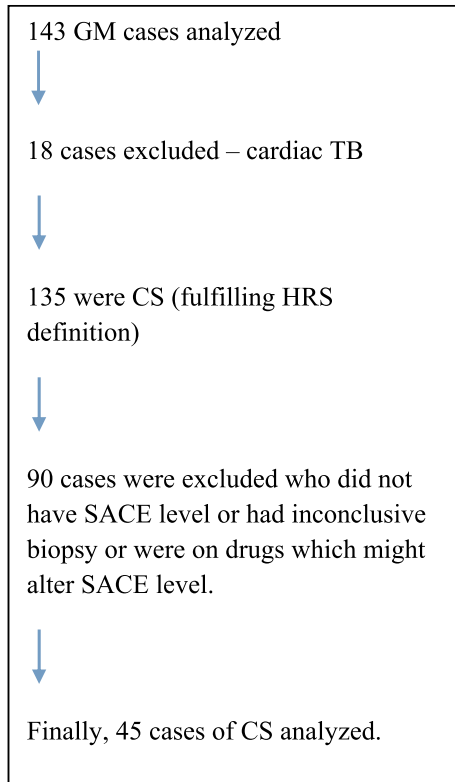 143 GM cases analyzed
18 cases excluded – cardiac TB
135 were CS (fulfilling HRS
definition)
90 cases were excluded who did not
have SACE level or had inconclusive
biopsy or were on drugs which might
alter SACE level.
Finally, 45 cases of CS analyzed.